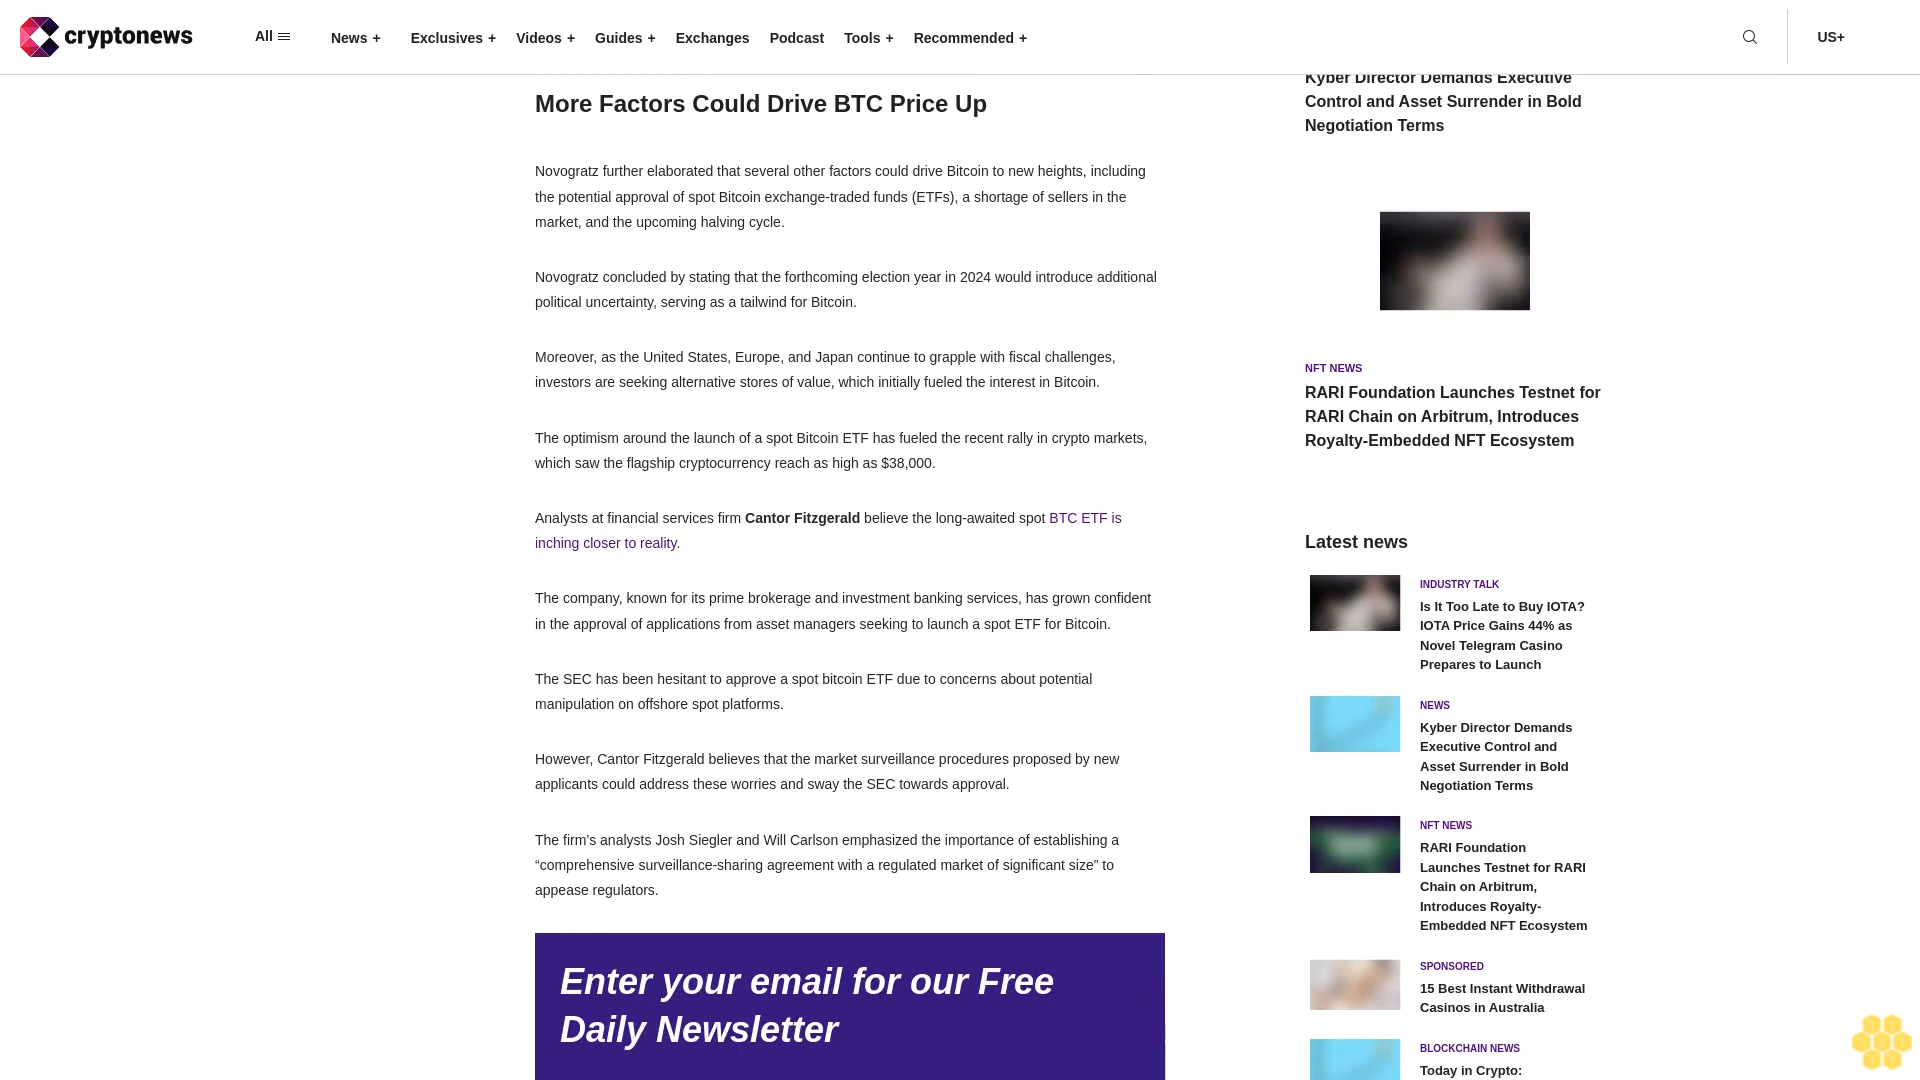 cryptonews
All
News +
Exclusives +
Videos +
Guides +
Exchanges
Podcast
Tools +
Recommended +
US+
More Factors Could Drive BTC Price Up
Novogratz further elaborated that several other factors could drive Bitcoin to new heights, including
the potential approval of spot Bitcoin exchange-traded funds (ETFs), a shortage of sellers in the
market, and the upcoming halving cycle.
Novogratz concluded by stating that the forthcoming election year in 2024 would introduce additional
political uncertainty, serving as a tailwind for Bitcoin.
Moreover, as the United States, Europe, and Japan continue to grapple with fiscal challenges,
investors are seeking alternative stores of value, which initially fueled the interest in Bitcoin.
The optimism around the launch of a spot Bitcoin ETF has fueled the recent rally in crypto markets,
which saw the flagship cryptocurrency reach as high as $38,000.
Analysts at financial services firm Cantor Fitzgerald believe the long-awaited spot BTC ETF is
inching closer to reality.
The company, known for its prime brokerage and investment banking services, has grown confident
in the approval of applications from asset managers seeking to launch a spot ETF for Bitcoin.
The SEC has been hesitant to approve a spot bitcoin ETF due to concerns about potential
manipulation on offshore spot platforms.
However, Cantor Fitzgerald believes that the market surveillance procedures proposed by new
applicants could address these worries and sway the SEC towards approval.
The firm's analysts Josh Siegler and Will Carlson emphasized the importance of establishing a
“comprehensive surveillance-sharing agreement with a regulated market of significant size” to
appease regulators.
Enter your email for our Free
Daily Newsletter
Kyber Director Demands Executive
Control and Asset Surrender in Bold
Negotiation Terms
NFT NEWS
RARI Foundation Launches Testnet for
RARI Chain on Arbitrum, Introduces
Royalty-Embedded NFT Ecosystem
Latest news
INDUSTRY TALK
Is It Too Late to Buy IOTA?
IOTA Price Gains 44% as
Novel Telegram Casino
Prepares to Launch
NEWS
Kyber Director Demands
Executive Control and
Asset Surrender in Bold
Negotiation Terms
NFT NEWS
RARI Foundation
Launches Testnet for RARI
Chain on Arbitrum,
Introduces Royalty-
Embedded NFT Ecosystem
SPONSORED
15 Best Instant Withdrawal
Casinos in Australia
BLOCKCHAIN NEWS
Today in Crypto: